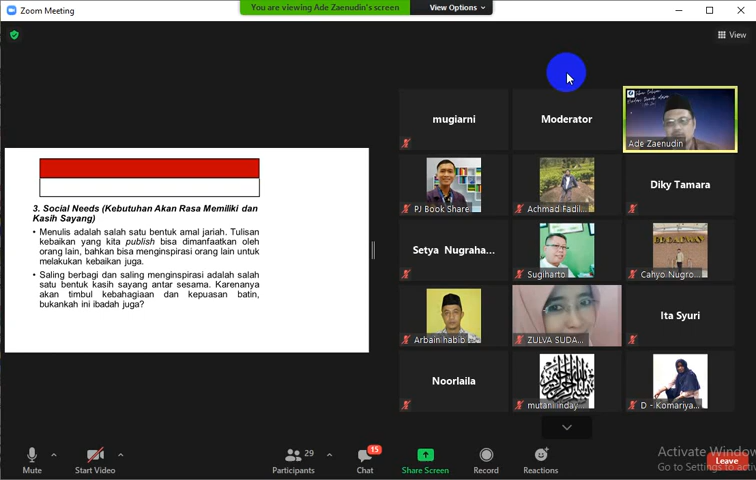 Zoom Meeting
You are viewing Ade Zaenudin's screen
View Options
View
mugiarni
Moderator
Ade Zaenudin
PJ Book Share
Achmad Fadil...
Diky Tamara
Setya Nugraha...
Sugiharto
Cahyo Nugro...
Arbain habib
ZULVA SUDA...
Ita Syuri
Noorlaila
D - Komariya...
3. Social Needs (Kebutuhan Akan Rasa Memiliki dan
Kasih Sayang)
• Menulis adalah salah satu bentuk amal jariah. Tulisan
kebaikan yang kita publish bisa dimanfaatkan oleh
orang lain, bahkan bisa menginspirasi orang lain untuk
melakukan kebaikan juga.
• Saling berbagi dan saling menginspirasi adalah salah
satu bentuk kasih sayang antar sesama. Karenanya
akan timbul kebahagiaan dan kepuasan batin,
bukankah ini ibadah juga?
Mute
Start Video
29
Participants
15
Chat
Share Screen
Record
Reactions
Leave
Activate Window
Go to Settings to activ